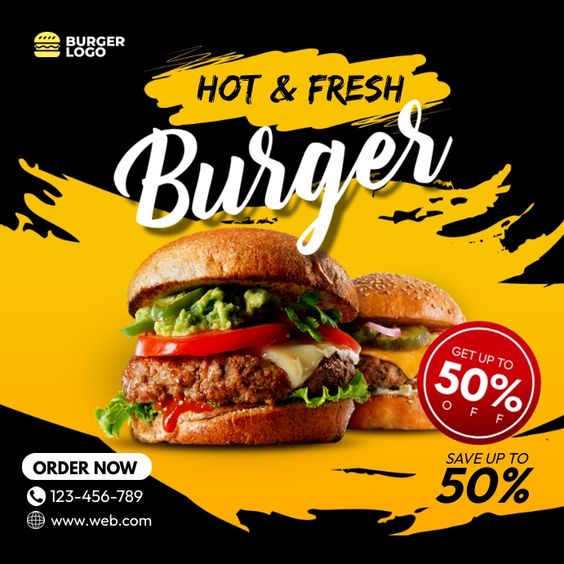 BURGER
LOGO
HOT & FRESH
Burger
GET UP TO
50%
OFF
SAVE UP TO
50%
ORDER NOW
123-456-789
www.web.com